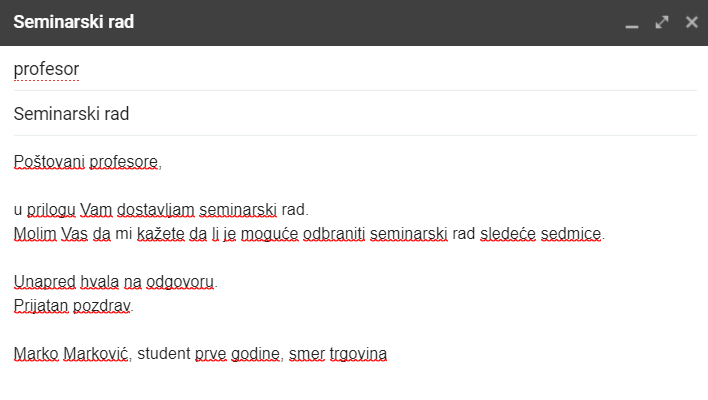 Seminarski rad
profesor
Seminarski rad
Poštovani profesore,
u prilogu Vam dostavljam seminarski rad.
Molim Vas da mi kažete da li je moguće odbraniti seminarski rad sledeće sedmice.
Unapred hvala na odgovoru.
Prijatan pozdrav.
Marko Marković, student prve godine, smer trgovina